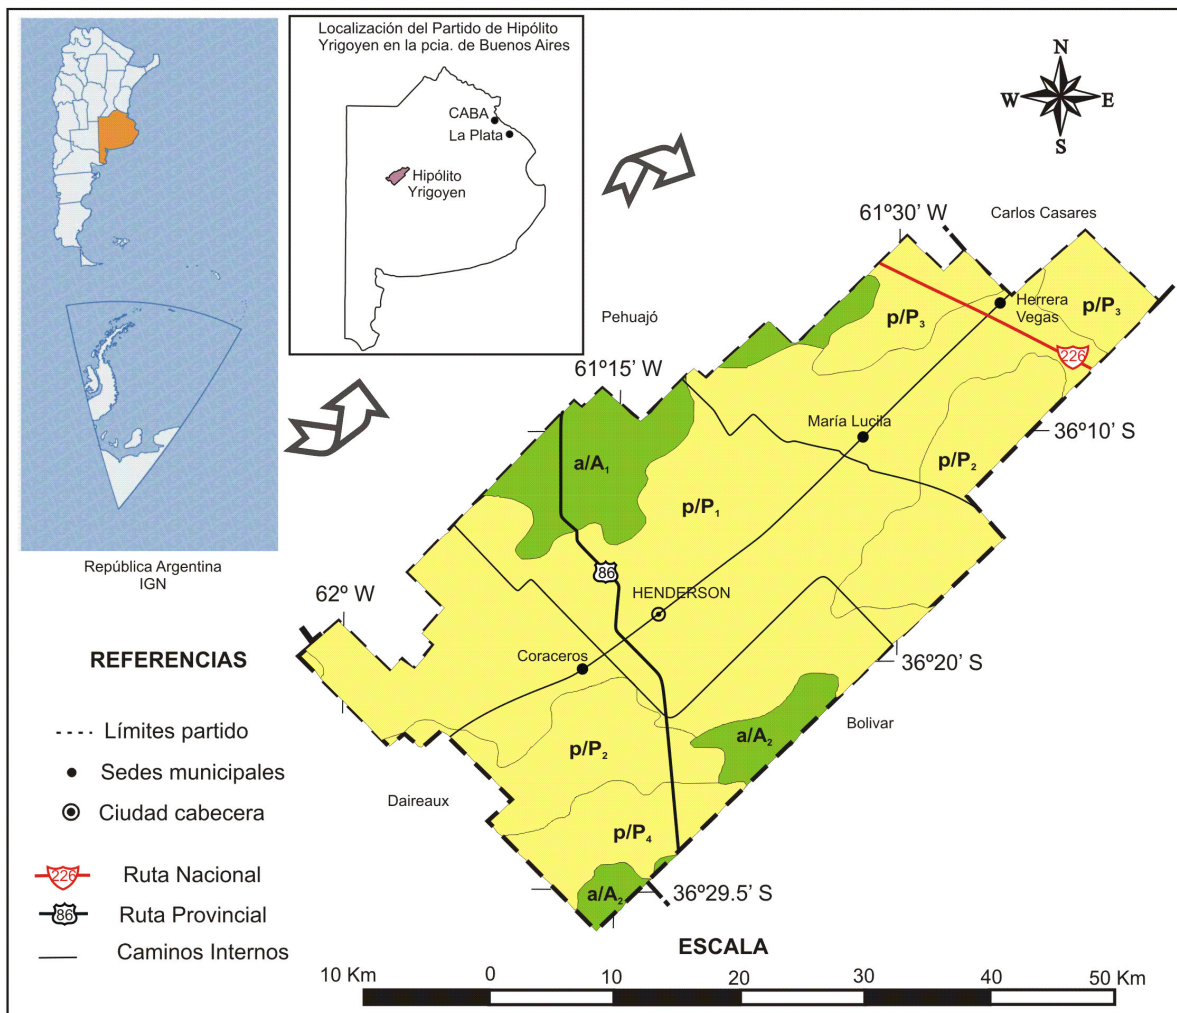 Localización del Partido de Hipólito
Yrigoyen en la pcia. de Buenos Aires
CABA
La Plata
Hipólito
Yrigoyen
N
W
E
S
61º30’ W
Carlos Casares
Pehuajó
p/P3
Herrera
Vegas
p/P3
226
61º15’ W
María Lucila
36º10’ S
a/A1
p/P2
p/P1
República Argentina
IGN
86
HENDERSON
62º W
Coraceros
36º20’ S
REFERENCIAS
Límites partido
Sedes municipales
Ciudad cabecera
226
Ruta Nacional
86
Ruta Provincial
Caminos Internos
Bolivar
a/A2
p/P2
Daireaux
p/P4
a/A2
36º29.5’ S
ESCALA
10 Km
0
10
20
30
40
50 Km